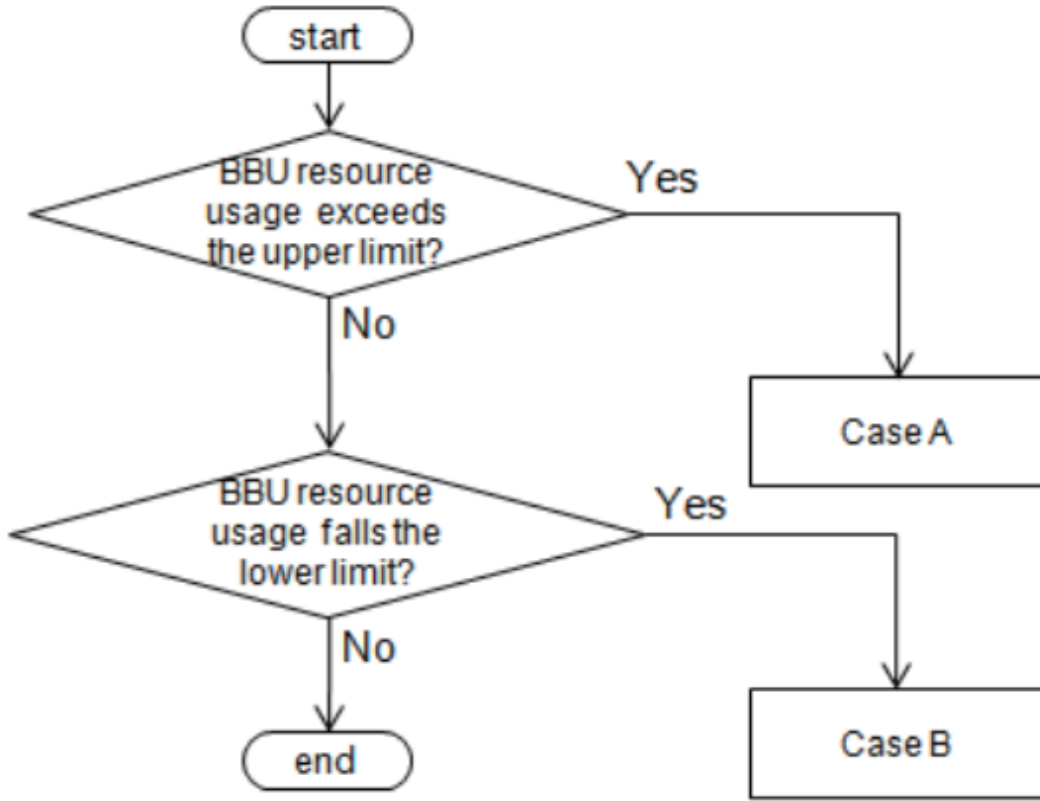 start
BBU resource
usage exceeds
the upper limit?
Yes
No
Case A
BBU resource
usage falls the
lower limit?
Yes
No
Case B
end